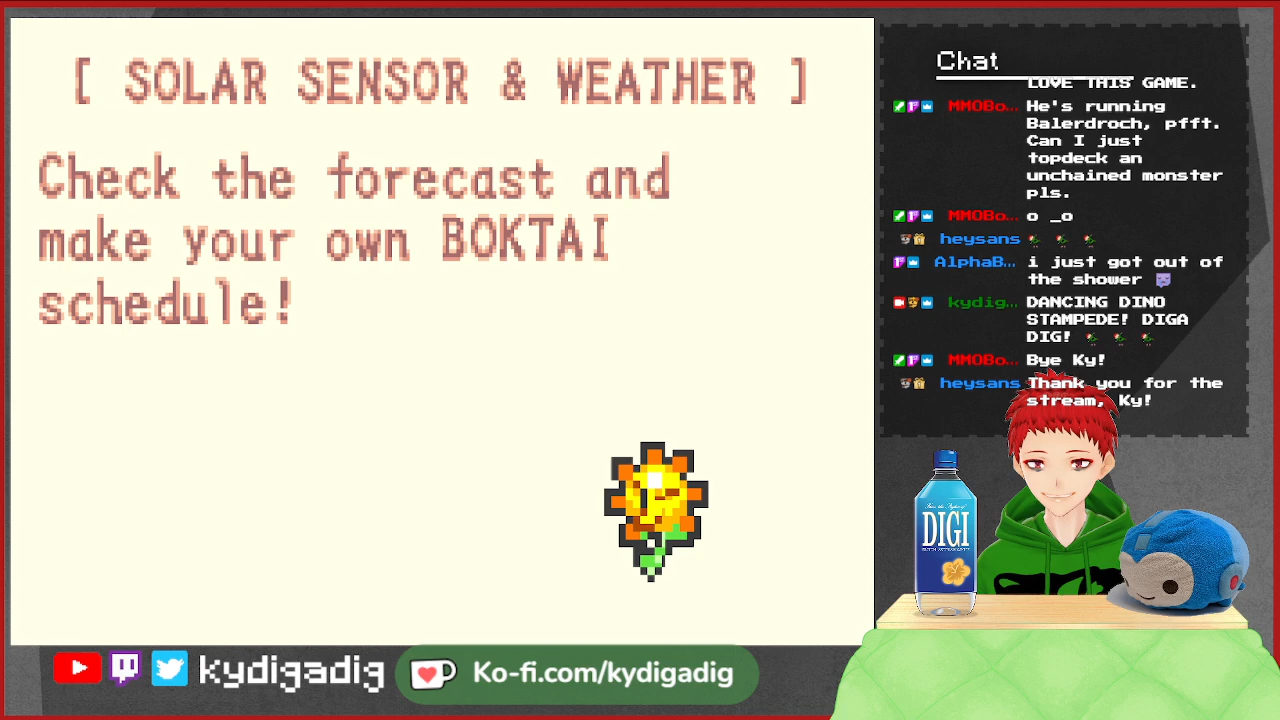 [ SOLAR SENSOR & WEATHER ]
Check the forecast and
make your own BOKTAI
schedule!
Chat
LOVE THIS GAME.
MMOBo... He's running
Balerdroch, pfft.
Can I just
topdeck an
unchained monster
pls.
MMOBo... o _o
heysans
AlphaB... i just got out of
the shower
kydig... DANCING DINO
STAMPEDE! DIGA
DIG!
MMOBo... Bye Ky!
heysans Thank you for the
stream, Ky!
DIGI
kydigadig
Ko-fi.com/kydigadig